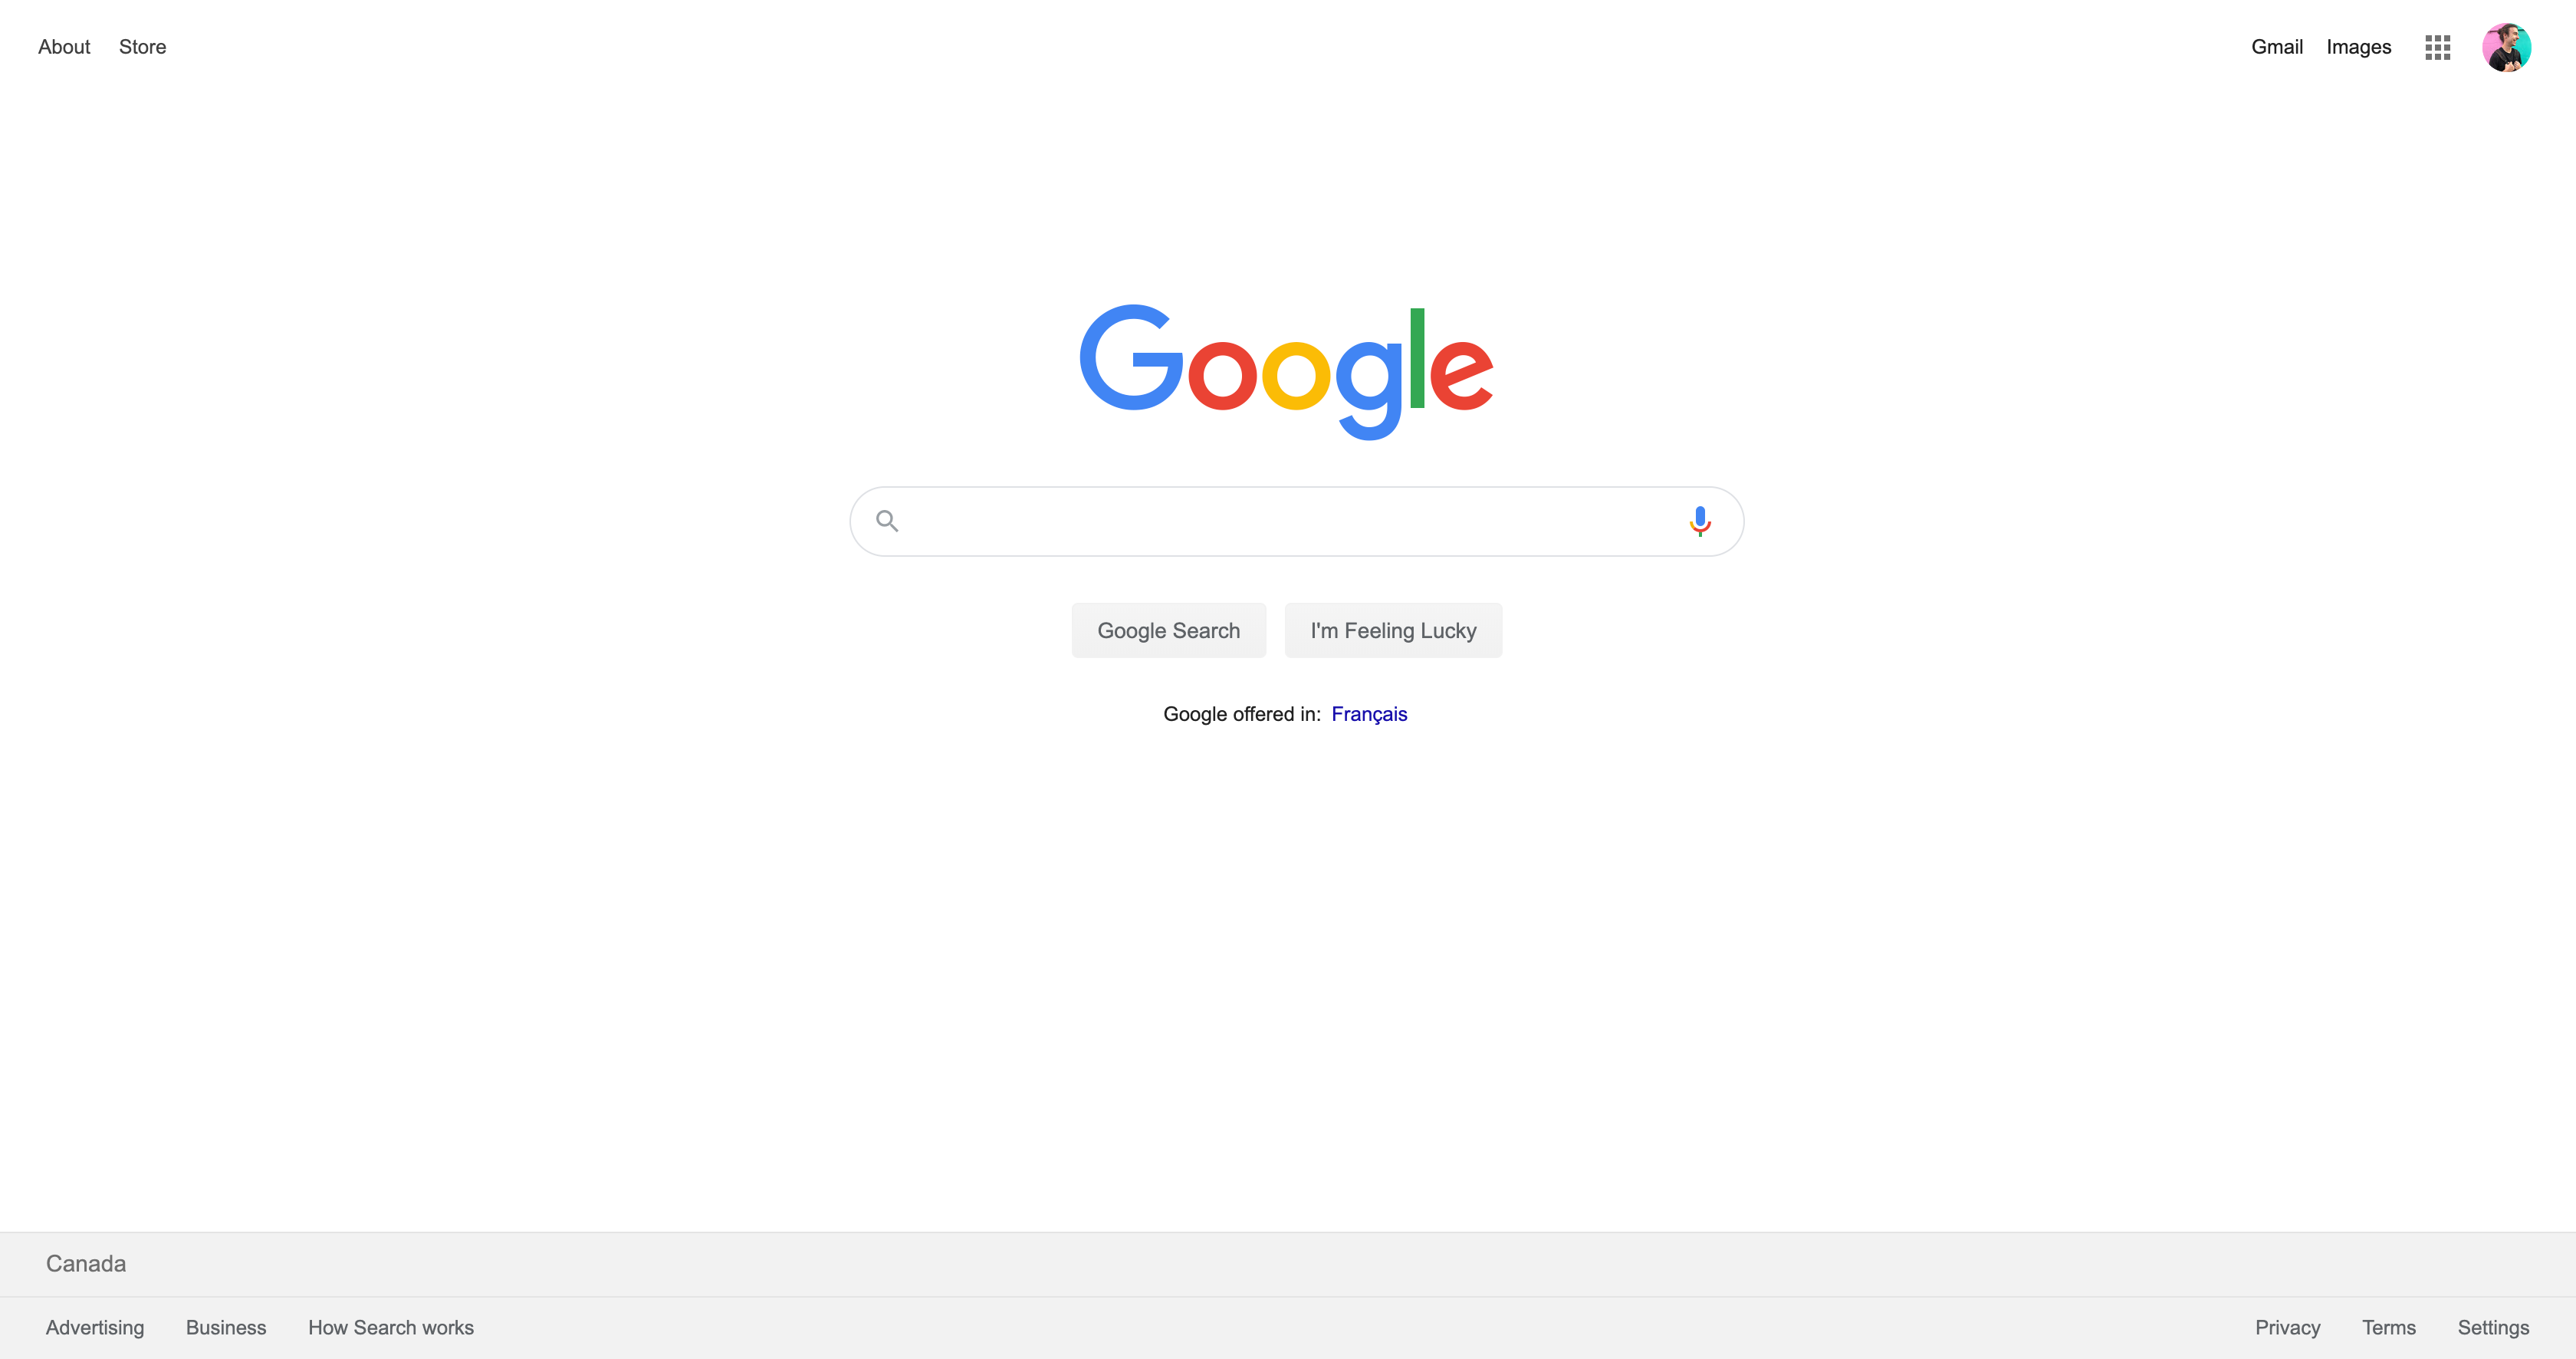 About Store Gmail Images
Google
Google Search I'm Feeling Lucky
Google offered in: Français
Canada
Advertising Business How Search works Privacy Terms Settings